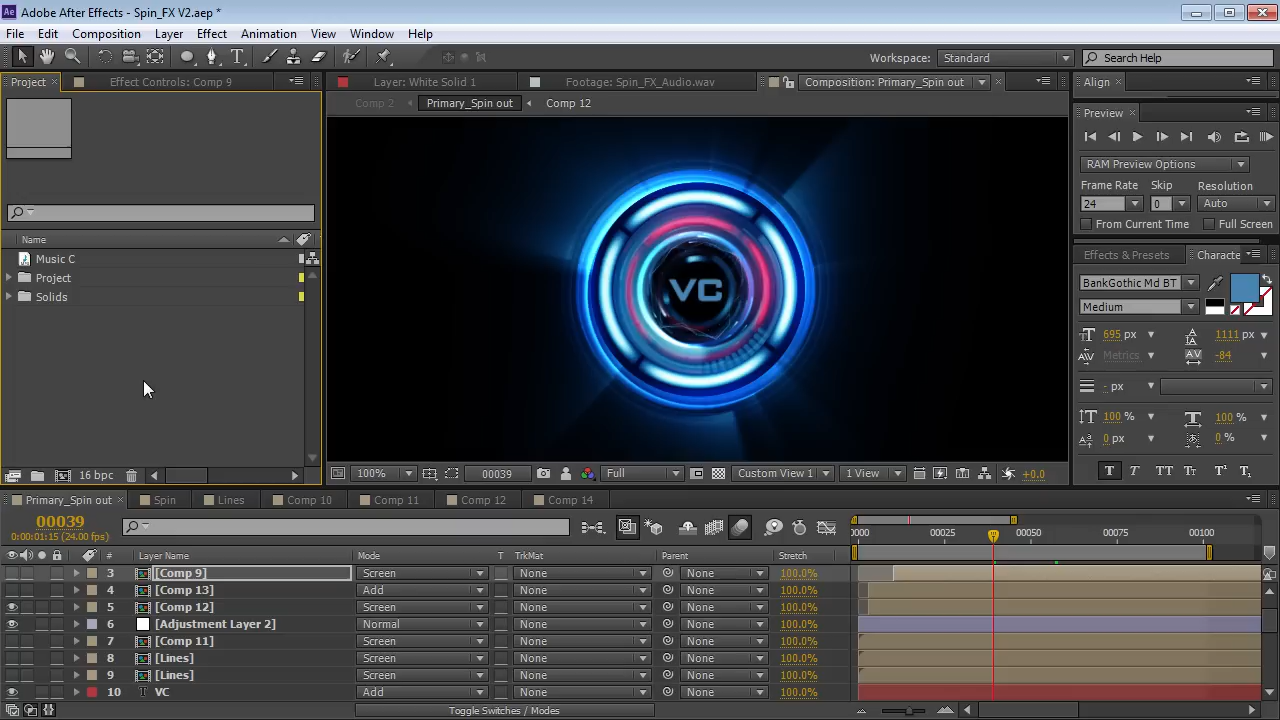 Ae Adobe After Effects - Spin_FX V2.aep *
File Edit Composition Layer Effect Animation View Window Help
Workspace: Standard Search Help
Project Effect Controls: Comp 9 Layer: White Solid 1 Footage: Spin_FX_Audio.wav Composition: Primary_Spin out Align
Comp 2 Primary_Spin out Comp 12
Preview
RAM Preview Options
Frame Rate Skip Resolution
24 0 Auto
From Current Time Full Screen
Name
Music C
Project
Solids
VC
Effects & Presets Characte
BankGothic Md BT
Medium
695 px 1111 px
Metrics -84
- px
100 % 100 %
0 px 0 %
T T TT TT T¹ T₁
16 bpc 100% 00039 Full Custom View 1 1 View +0.0
Primary_Spin out Spin Lines Comp 10 Comp 11 Comp 12 Comp 14
00039
0:00:01:15 (24.00 fps)
0000 00025 00050 00075 00100
# Layer Name Mode T TrkMat Parent Stretch
3 [Comp 9] Screen None None 100.0%
4 [Comp 13] Add None None 100.0%
5 [Comp 12] Screen None None 100.0%
6 [Adjustment Layer 2] Normal None None 100.0%
7 [Comp 11] Screen None None 100.0%
8 [Lines] Screen None None 100.0%
9 [Lines] Screen None None 100.0%
10 T VC Add None None 100.0%
Toggle Switches / Modes